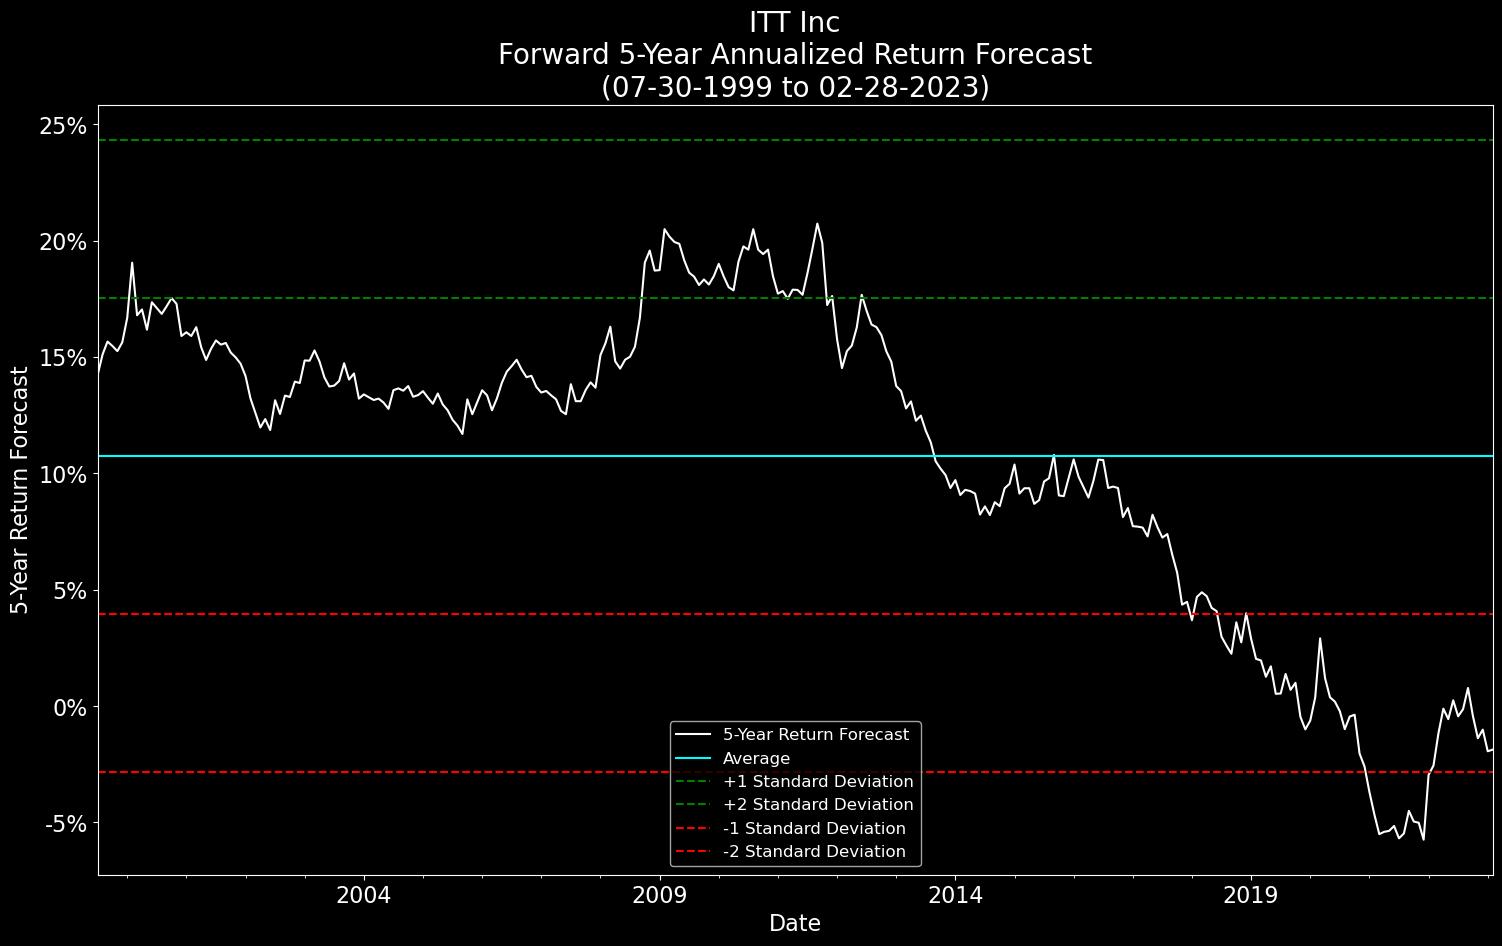 ITT Inc
Forward 5-Year Annualized Return Forecast
(07-30-1999 to 02-28-2023)
25%
20%
15%
10%
5%
0%
-5%
5-Year Return Forecast
5-Year Return Forecast
Average
+1 Standard Deviation
+2 Standard Deviation
-1 Standard Deviation
-2 Standard Deviation
2004
2009
2014
2019
Date